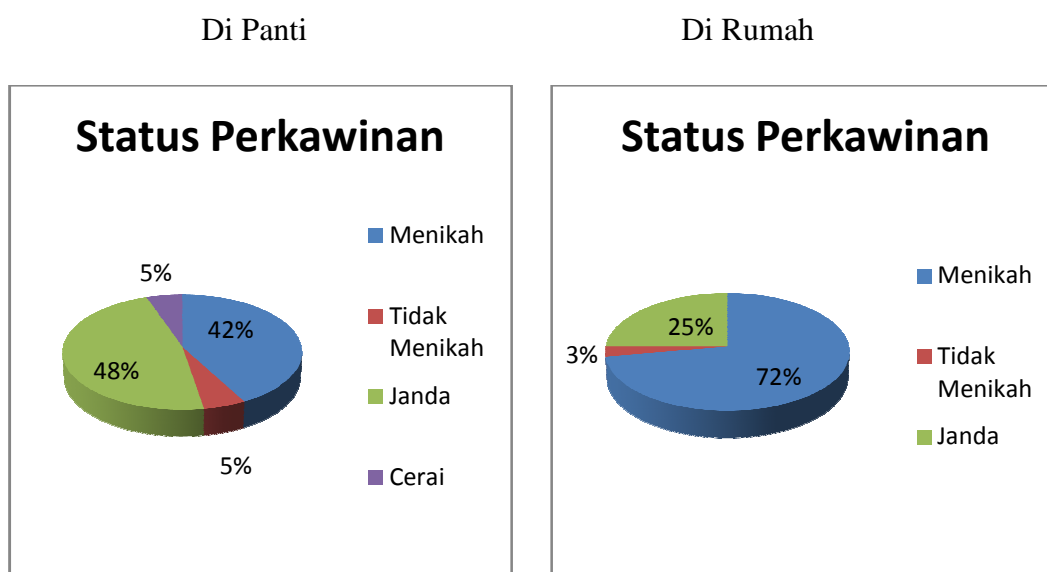 Di Panti
Di Rumah
Status Perkawinan
5%
42%
48%
5%
Menikah
Tidak
Menikah
Janda
Cerai
Status Perkawinan
25%
3%
72%
Menikah
Tidak
Menikah
Janda